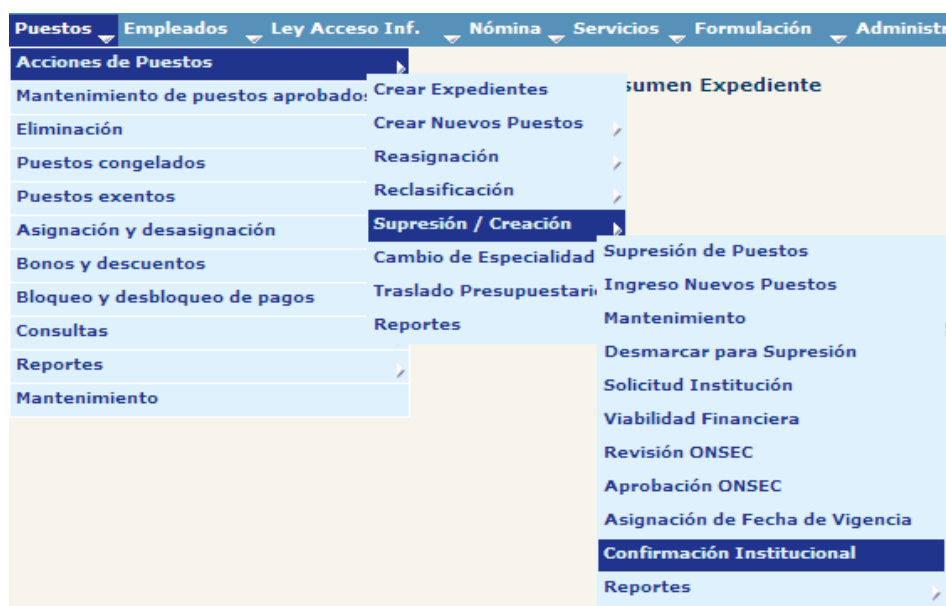 Puestos Empleados Ley Acceso Inf. Nómina Servicios Formulación Administr
Acciones de Puestos
Mantenimiento de puestos aprobados
Eliminación
Puestos congelados
Puestos exentos
Asignación y desasignación
Bonos y descuentos
Bloqueo y desbloqueo de pagos
Consultas
Reportes
Mantenimiento
sumen Expediente
Crear Expedientes
Crear Nuevos Puestos
Reasignación
Reclasificación
Supresión / Creación
Cambio de Especialidad
Traslado Presupuestari
Reportes
Supresión de Puestos
Ingreso Nuevos Puestos
Mantenimiento
Desmarcar para Supresión
Solicitud Institución
Viabilidad Financiera
Revisión ONSEC
Aprobación ONSEC
Asignación de Fecha de Vigencia
Confirmación Institucional
Reportes